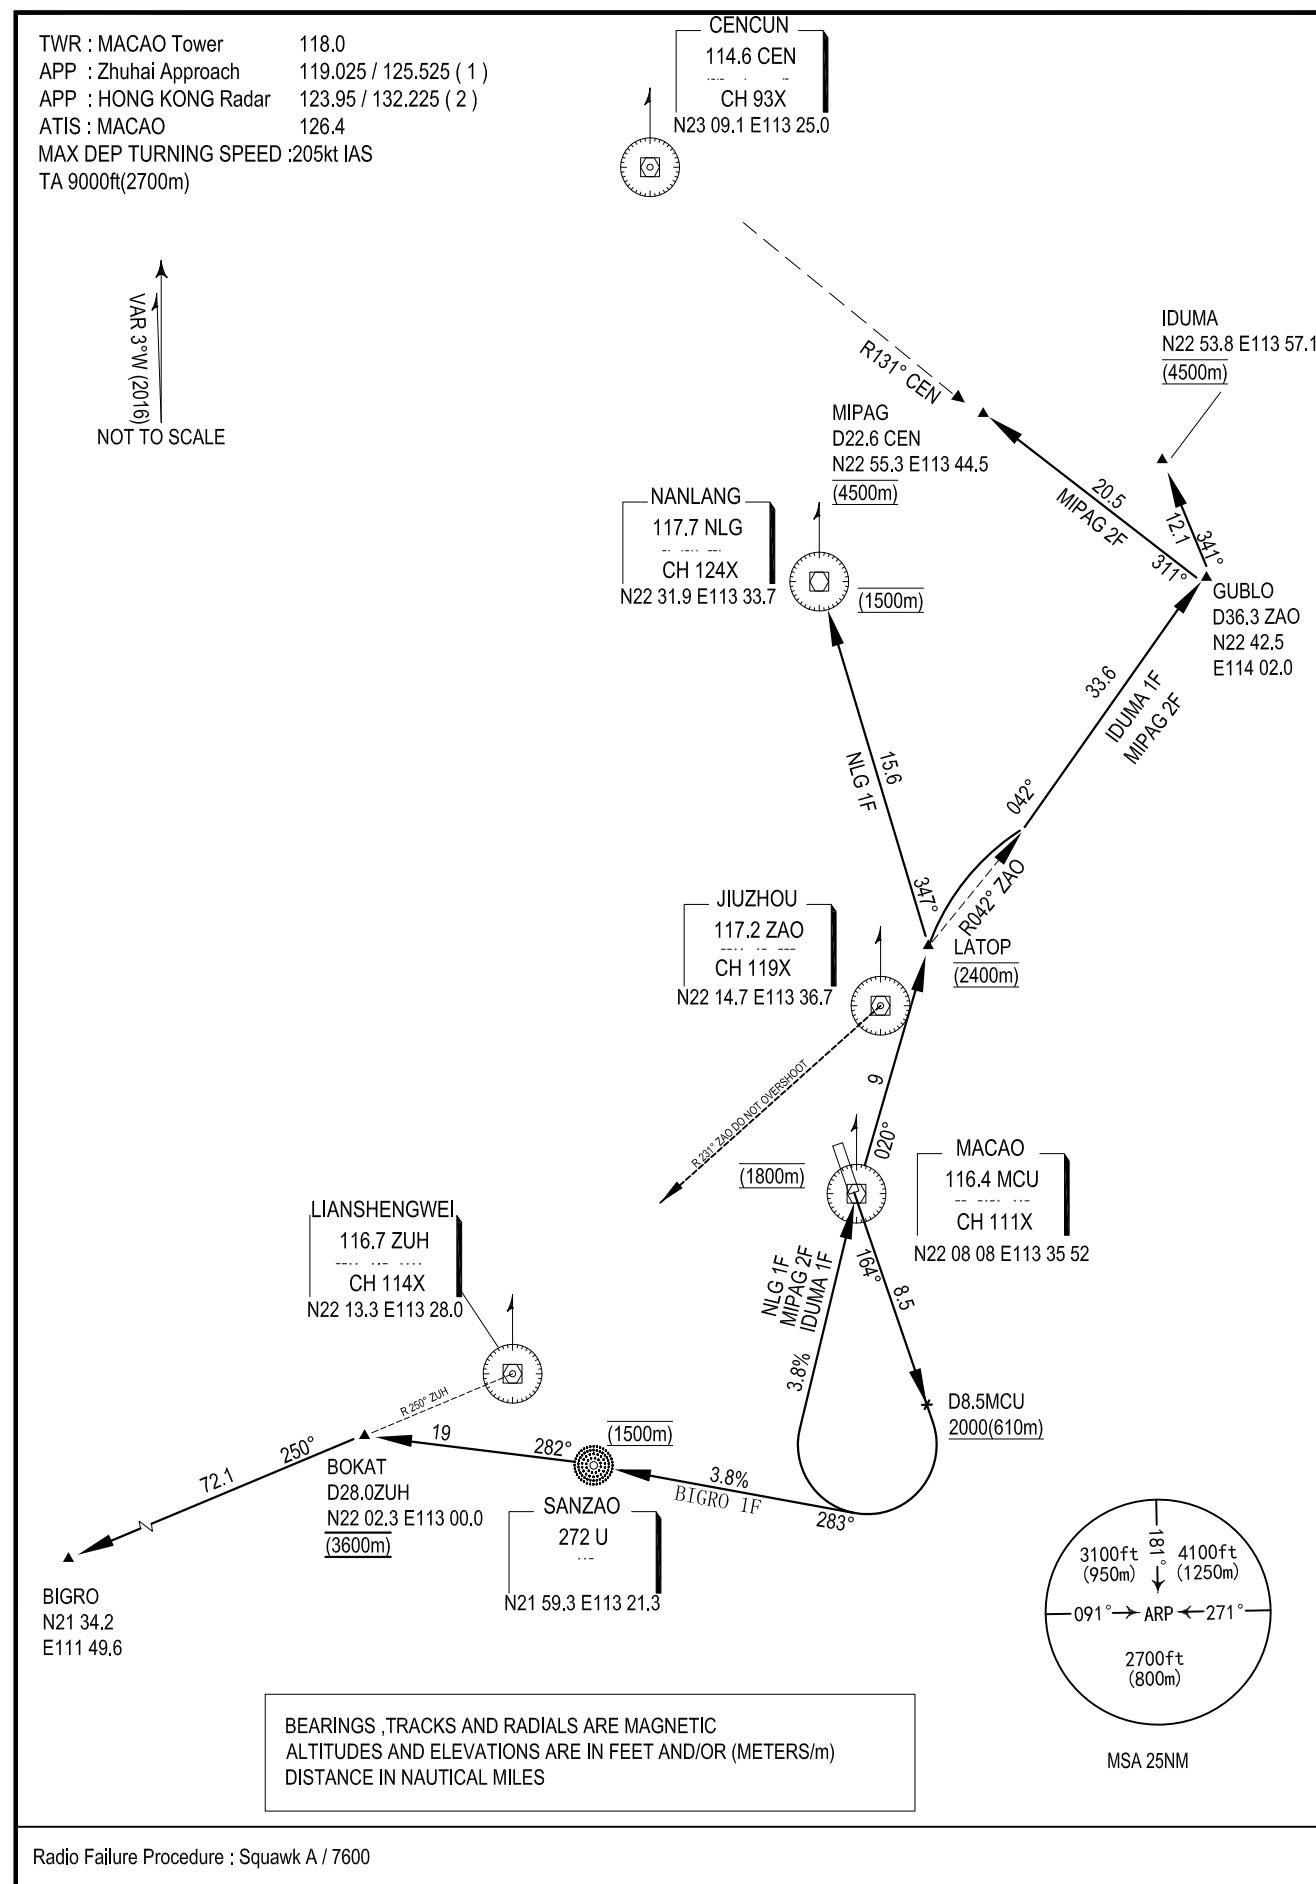 TWR : MACAO Tower 118.0
APP : Zhuhai Approach 119.025 / 125.525 ( 1 )
APP : HONG KONG Radar 123.95 / 132.225 ( 2 )
ATIS : MACAO 126.4
MAX DEP TURNING SPEED :205kt IAS
TA 9000ft(2700m)
CENCUN
114.6 CEN
CH 93X
N23 09.1 E113 25.0
VAR 3°W (2016)
NOT TO SCALE
R131° CEN
IDUMA
N22 53.8 E113 57.1
(4500m)
MIPAG
D22.6 CEN
N22 55.3 E113 44.5
(4500m)
20.5
MIPAG 2F
311°
12.1
341°
NANLANG
117.7 NLG
CH 124X
N22 31.9 E113 33.7
(1500m)
GUBLO
D36.3 ZAO
N22 42.5
E114 02.0
33.6
IDUMA 1F
MIPAG 2F
042°
15.6
NLG 1F
347°
R042° ZAO
LATOP
(2400m)
JIUZHOU
117.2 ZAO
CH 119X
N22 14.7 E113 36.7
R 231° ZAO DO NOT OVERSHOOT
9
020°
(1800m)
MACAO
116.4 MCU
CH 111X
N22 08 08 E113 35 52
LIANSHENGWEI
116.7 ZUH
CH 114X
N22 13.3 E113 28.0
NLG 1F
MIPAG 2F
IDUMA 1F
3.8%
164°
8.5
D8.5MCU
2000(610m)
R 250° ZUH
250°
72.1
19
282°
(1500m)
3.8%
BIGRO 1F
283°
BOKAT
D28.0ZUH
N22 02.3 E113 00.0
(3600m)
SANZAO
272 U
N21 59.3 E113 21.3
BIGRO
N21 34.2
E111 49.6
3100ft
(950m)
181°
4100ft
(1250m)
091° ARP 271°
2700ft
(800m)
MSA 25NM
BEARINGS ,TRACKS AND RADIALS ARE MAGNETIC
ALTITUDES AND ELEVATIONS ARE IN FEET AND/OR (METERS/m)
DISTANCE IN NAUTICAL MILES
Radio Failure Procedure : Squawk A / 7600